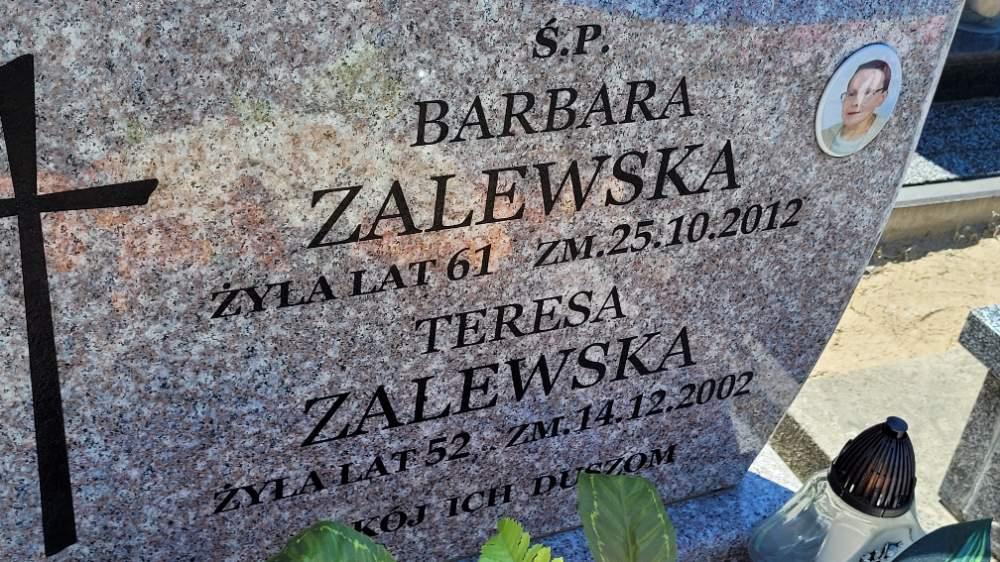 Ś.P.
BARBARA
ZALEWSKA
ŻYŁA LAT 61 ZM.25.10.2012
TERESA
ZALEWSKA
ŻYŁA LAT 52 ZM.14.12.2002
ICH DUSZOM